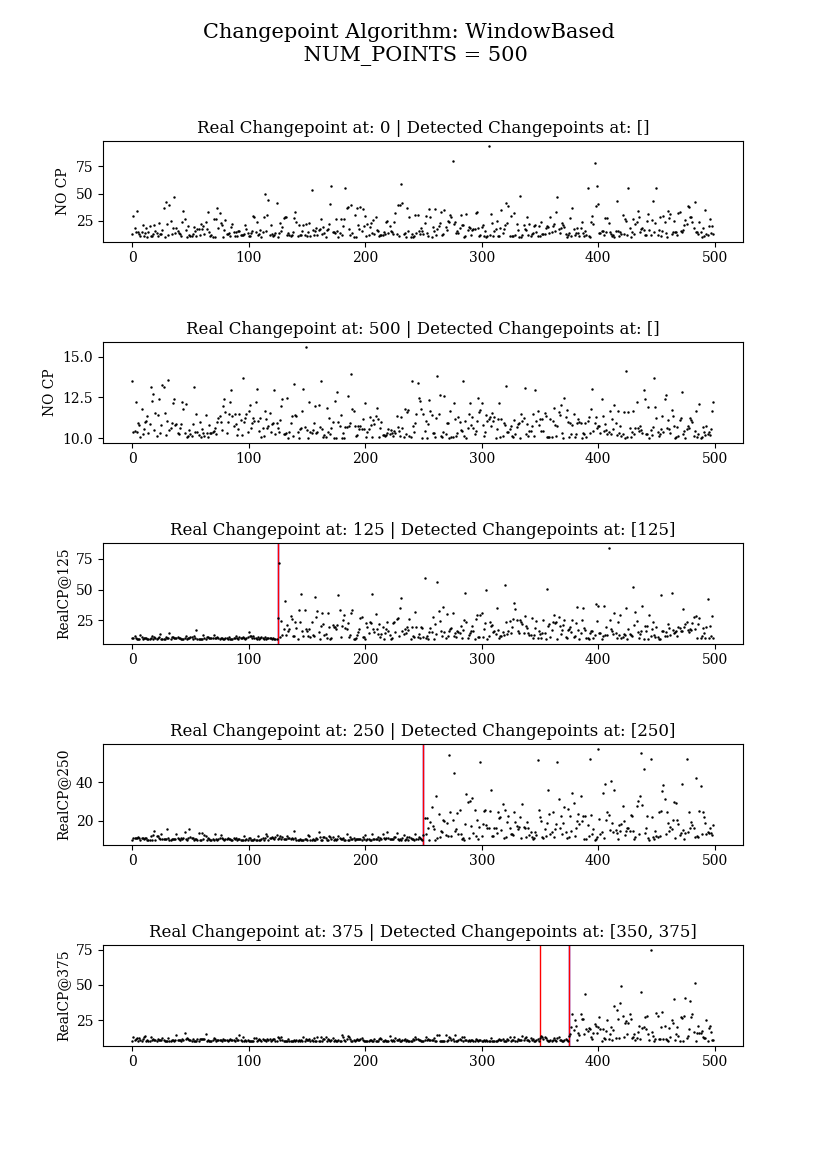 Changepoint Algorithm: WindowBased
NUM_POINTS = 500
Real Changepoint at: 0 | Detected Changepoints at: []
NO CP
75
50
25
0 100 200 300 400 500
Real Changepoint at: 500 | Detected Changepoints at: []
NO CP
15.0
12.5
10.0
0 100 200 300 400 500
Real Changepoint at: 125 | Detected Changepoints at: [125]
RealCP@125
75
50
25
0 100 200 300 400 500
Real Changepoint at: 250 | Detected Changepoints at: [250]
RealCP@250
40
20
0 100 200 300 400 500
Real Changepoint at: 375 | Detected Changepoints at: [350, 375]
RealCP@375
75
50
25
0 100 200 300 400 500